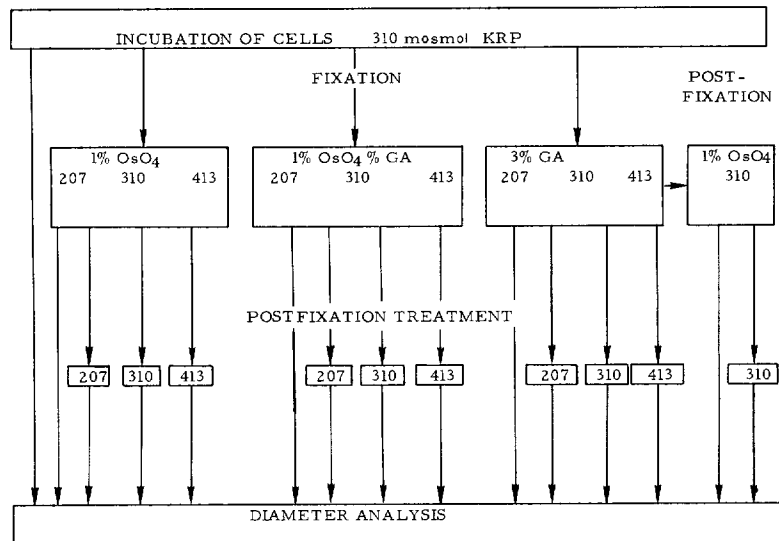 INCUBATION OF CELLS 310 mosmol KRP
FIXATION
POST-
FIXATION
1% OsO4
207 310 413
1% OsO4 % GA
207 310 413
3% GA
207 310 413
1% OsO4
310
POSTFIXATION TREATMENT
207 310 413 207 310 413 207 310 413 310
DIAMETER ANALYSIS